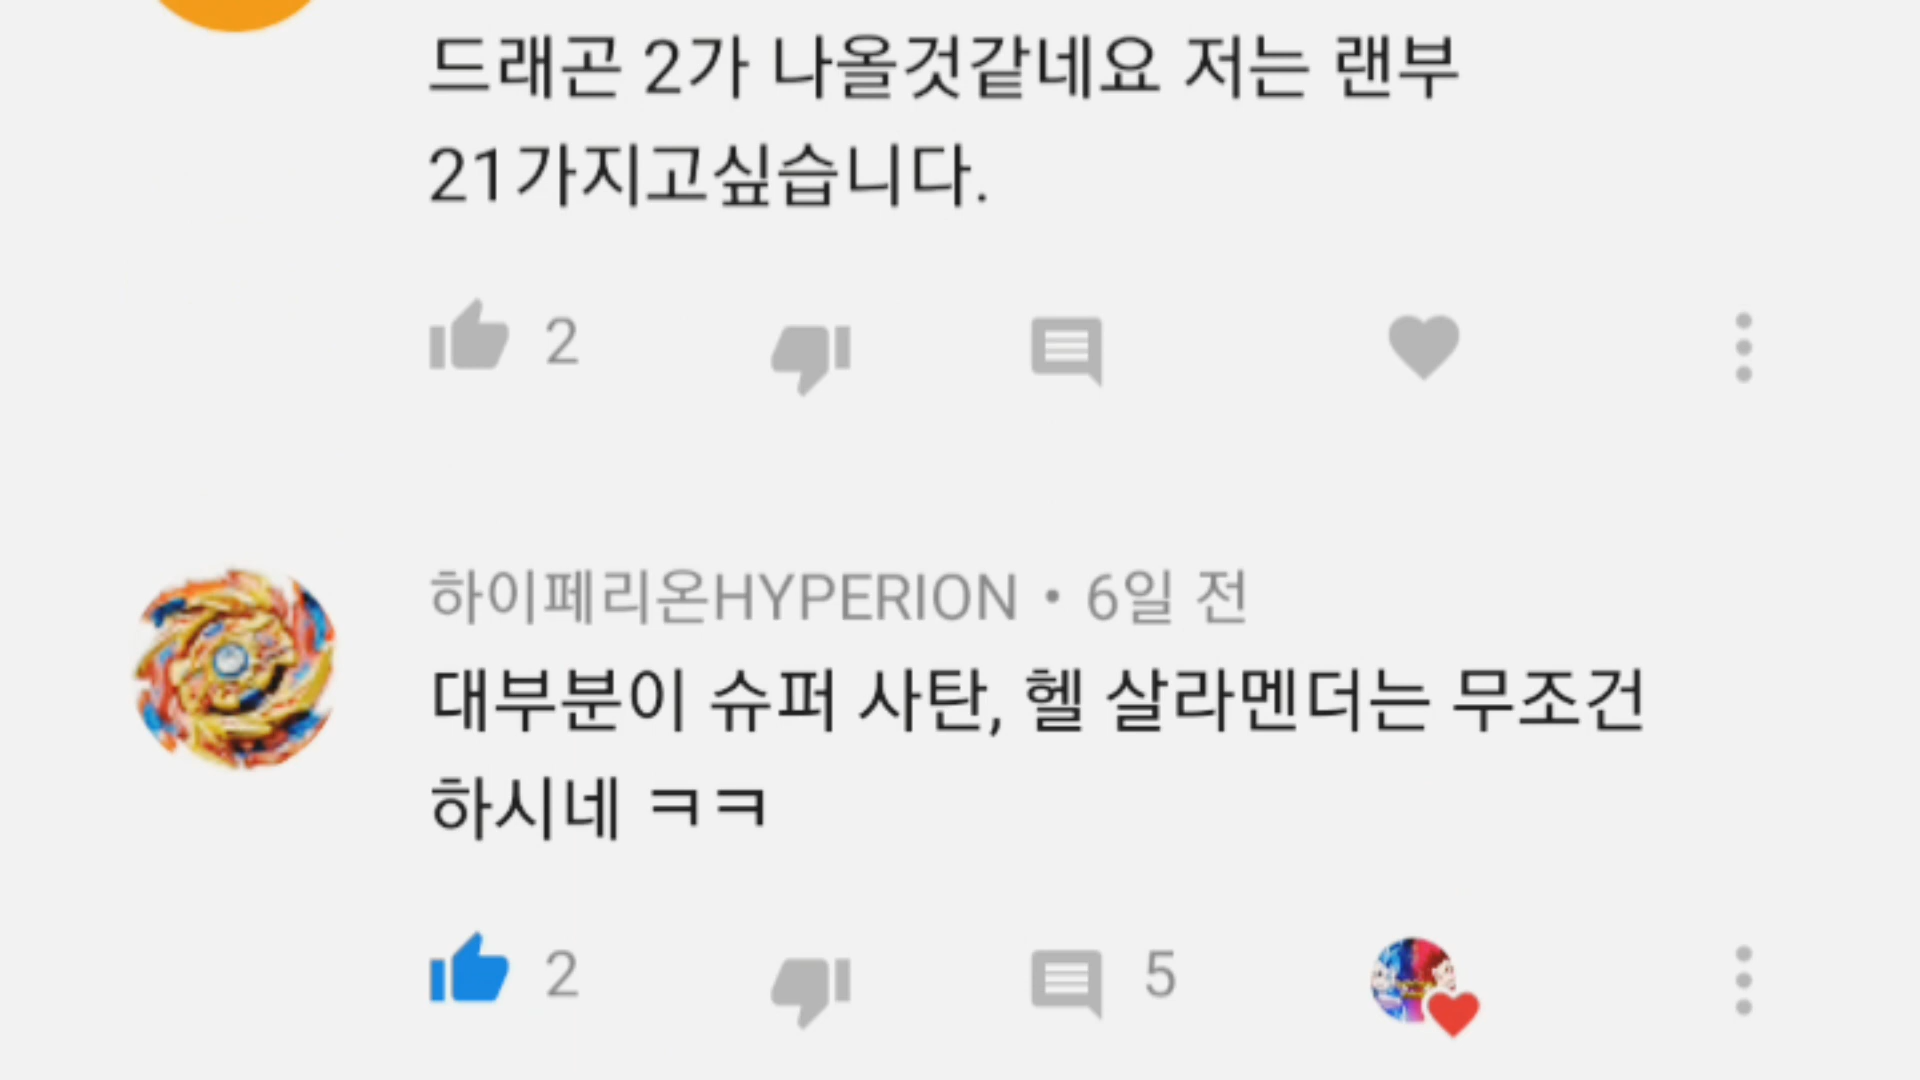 드래곤 2가 나올것같네요 저는 랜부
21가지고싶습니다.
2
하이페리온HYPERION • 6일 전
대부분이 슈퍼 사탄, 헬 살라멘더는 무조건
하시네 ㅋㅋ
2 5